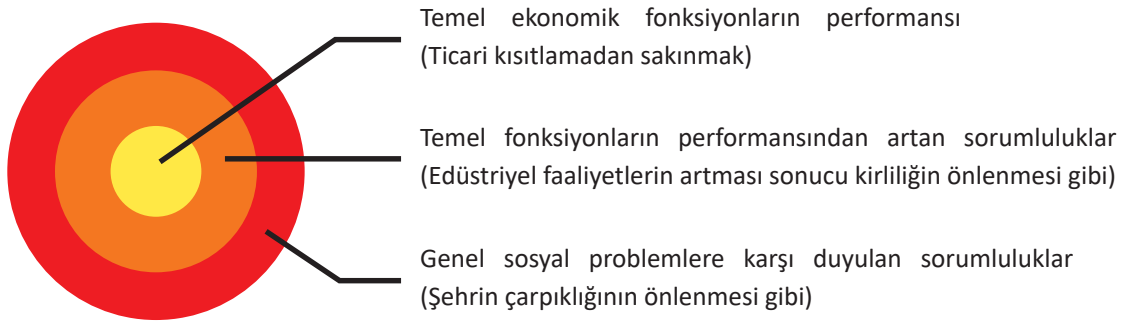 Temel ekonomik fonksiyonların performansı
(Ticari kısıtlamadan sakınmak)
Temel fonksiyonların performansından artan sorumluluklar
(Edüstriyel faaliyetlerin artması sonucu kirliliğin önlenmesi gibi)
Genel sosyal problemlere karşı duyulan sorumluluklar
(Şehrin çarpıklığının önlenmesi gibi)